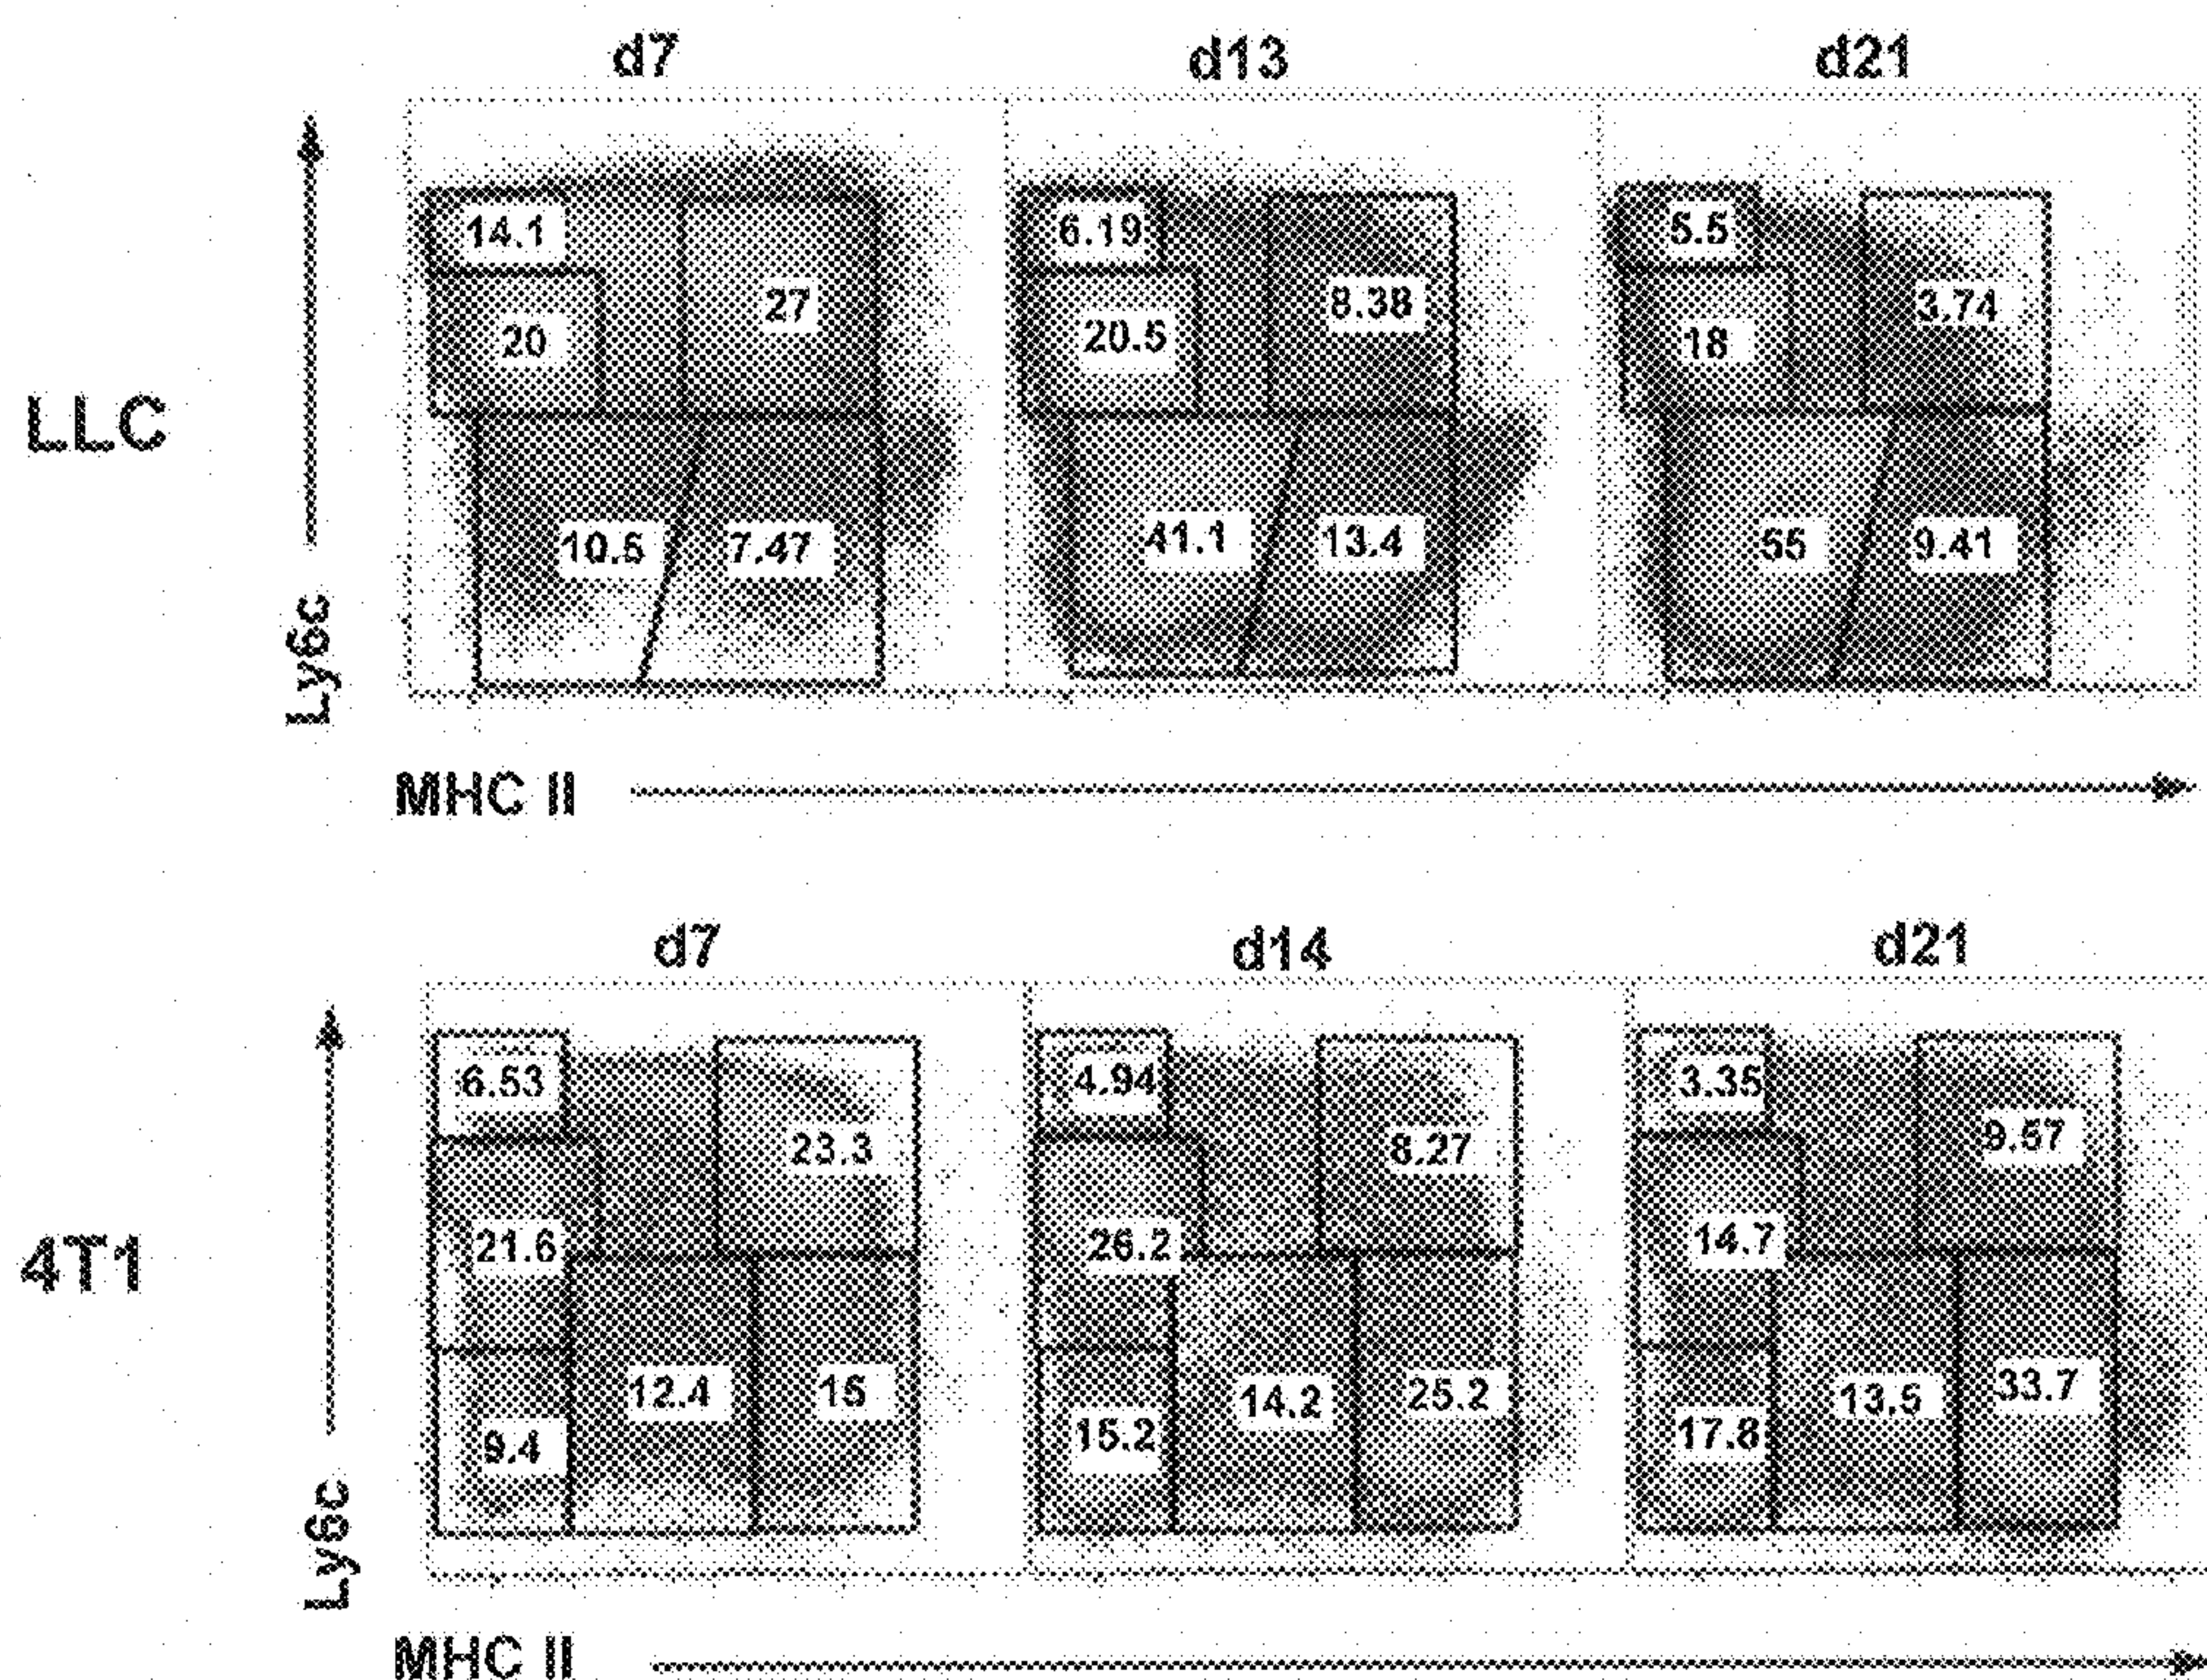 d7 d13 d21
14.1 6.19 5.5
27 8.38 3.74
20 20.5 18
LLC
10.5 7.47 41.1 13.4 55 9.41
Ly6c
MHC II
d7 d14 d21
6.53 4.94 3.35
23.3 8.27 9.57
21.6 26.2 14.7
4T1
12.4 15 14.2 25.2 13.5 33.7
9.4 15.2 17.8
Ly6c
MHC II